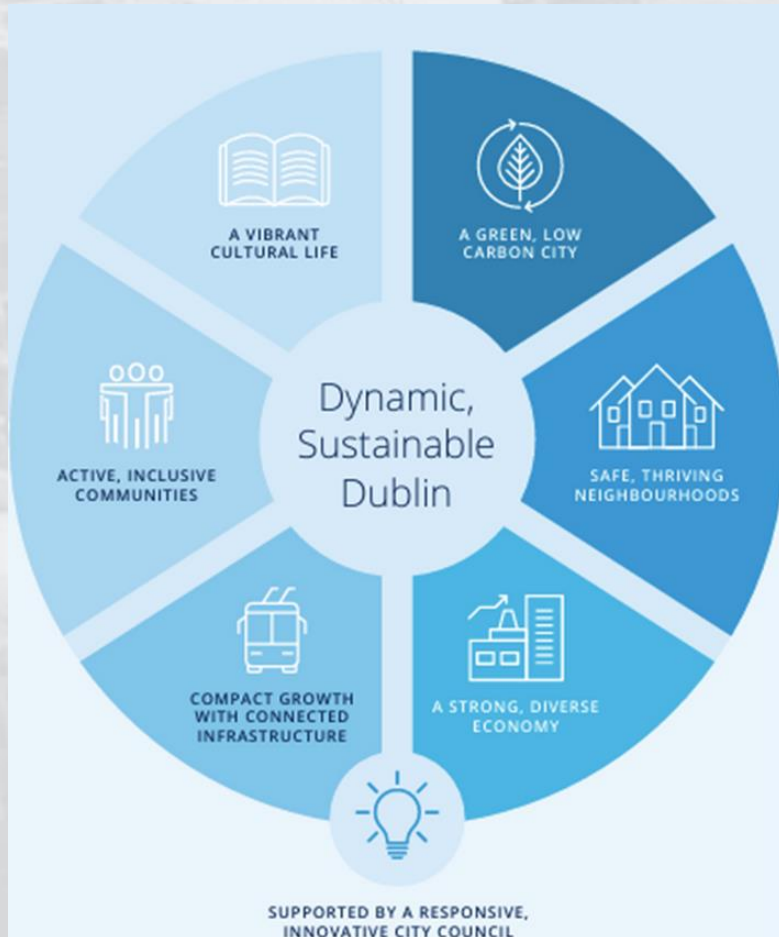 A VIBRANT
CULTURAL LIFE
A GREEN, LOW
CARBON CITY
ACTIVE, INCLUSIVE
COMMUNITIES
Dynamic,
Sustainable
Dublin
SAFE, THRIVING
NEIGHBOURHOODS
COMPACT GROWTH
WITH CONNECTED
INFRASTRUCTURE
A STRONG, DIVERSE
ECONOMY
SUPPORTED BY A RESPONSIVE,
INNOVATIVE CITY COUNCIL